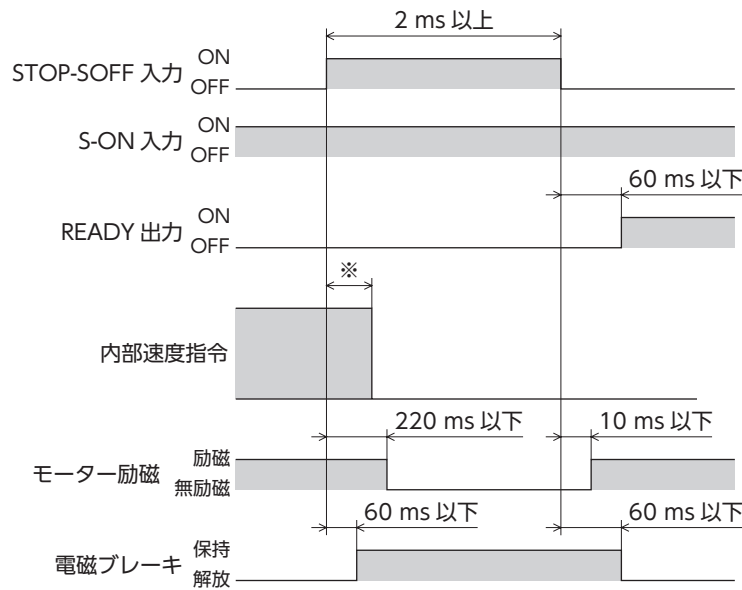 2 ms 以上
STOP-SOFF 入力 ON
OFF
S-ON 入力 ON
OFF
60 ms 以下
READY 出力 ON
OFF
※
内部速度指令
220 ms 以下 10 ms 以下
モーター励磁 励磁
無励磁
60 ms 以下 60 ms 以下
電磁ブレーキ 保持
解放